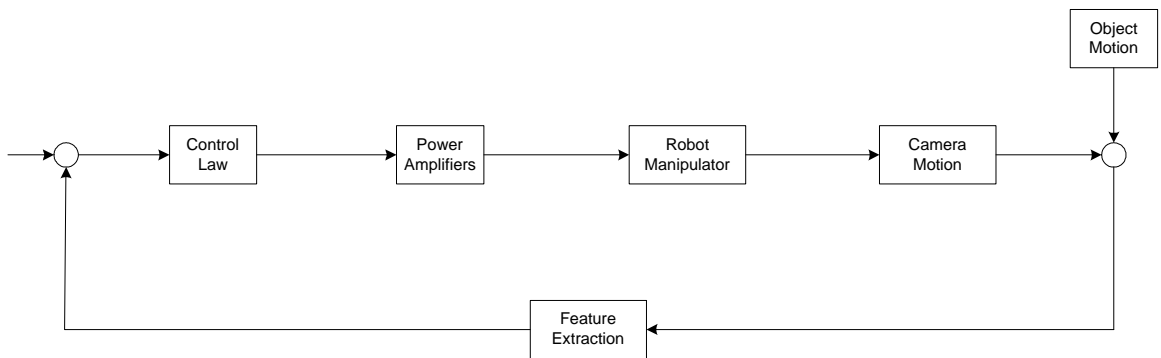 Object
Motion
Control
Law
Power
Amplifiers
Robot
Manipulator
Camera
Motion
Feature
Extraction